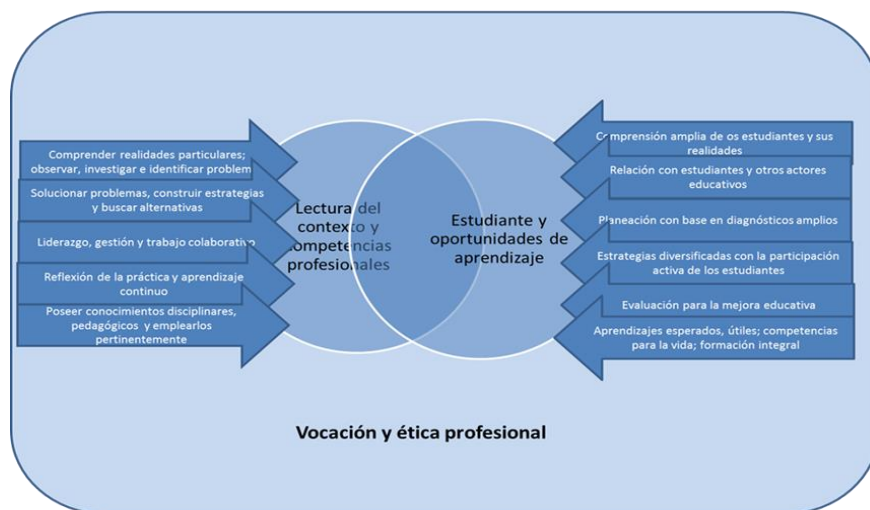 Comprender realidades particulares;
observar, investigar e identificar problem
Solucionar problemas, construir estrategias
y buscar alternativas
Liderazgo, gestión y trabajo colaborativo
Reflexión de la práctica y aprendizaje
continuo
Poseer conocimientos disciplinares,
pedagógicos y emplearlos
pertinentemente
Lectura del
contexto y
competencias
profesionales
Estudiante y
oportunidades de
aprendizaje
Comprensión amplia de os estudiantes y sus
realidades
Relación con estudiantes y otros actores
educativos
Planeación con base en diagnósticos amplios
Estrategias diversificadas con la participación
activa de los estudiantes
Evaluación para la mejora educativa
Aprendizajes esperados, útiles; competencias
para la vida; formación integral
Vocación y ética profesional